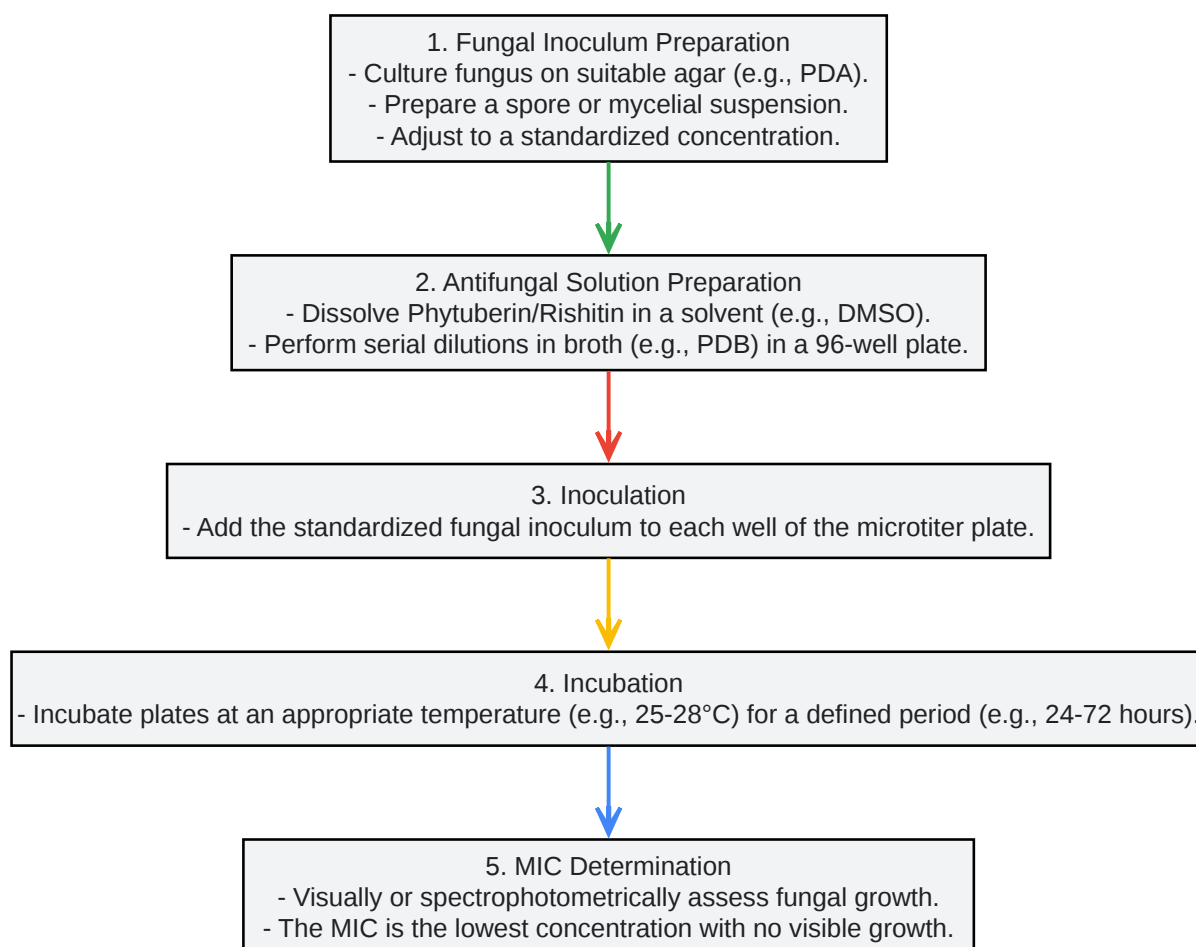 1. Fungal Inoculum Preparation
- Culture fungus on suitable agar (e.g., PDA).
- Prepare a spore or mycelial suspension.
- Adjust to a standardized concentration.
2. Antifungal Solution Preparation
- Dissolve Phytuberin/Rishitin in a solvent (e.g., DMSO).
- Perform serial dilutions in broth (e.g., PDB) in a 96-well plate.
3. Inoculation
- Add the standardized fungal inoculum to each well of the microtiter plate.
4. Incubation
- Incubate plates at an appropriate temperature (e.g., 25-28°C) for a defined period (e.g., 24-72 hours).
5. MIC Determination
- Visually or spectrophotometrically assess fungal growth.
- The MIC is the lowest concentration with no visible growth.